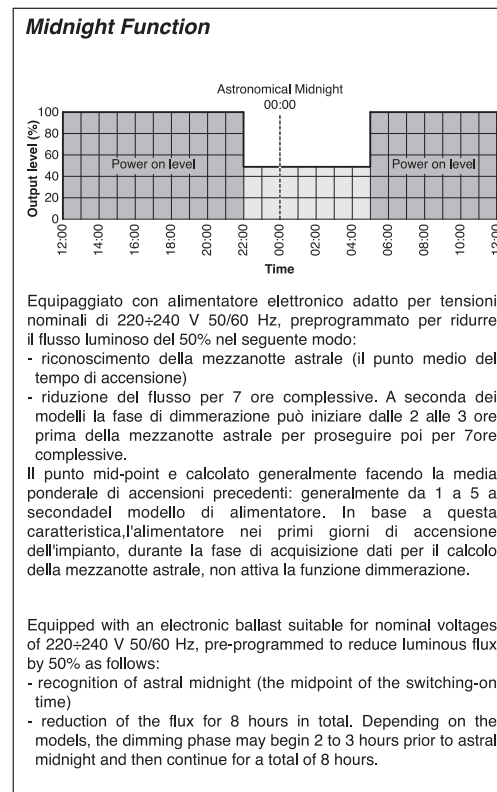 Midnight Function
Astronomical Midnight
00:00
Output level (%)
100
80
60
40
20
0
Power on level
Power on level
12:00
14:00
16:00
18:00
20:00
22:00
00:00
02:00
04:00
06:00
08:00
10:00
12:00
Time
Equipaggiato con alimentatore elettronico adatto per tensioni
nominali di 220÷240 V 50/60 Hz, preprogrammato per ridurre
il flusso luminoso del 50% nel seguente modo:
- riconoscimento della mezzanotte astrale (il punto medio del
tempo di accensione)
- riduzione del flusso per 7 ore complessive. A seconda dei
modelli la fase di dimmerazione può iniziare dalle 2 alle 3 ore
prima della mezzanotte astrale per proseguire poi per 7ore
complessive.
Il punto mid-point e calcolato generalmente facendo la media
ponderale di accensioni precedenti: generalmente da 1 a 5 a
secondadel modello di alimentatore. In base a questa
caratteristica,l'alimentatore nei primi giorni di accensione
dell'impianto, durante la fase di acquisizione dati per il calcolo
della mezzanotte astrale, non attiva la funzione dimmerazione.
Equipped with an electronic ballast suitable for nominal voltages
of 220÷240 V 50/60 Hz, pre-programmed to reduce luminous flux
by 50% as follows:
- recognition of astral midnight (the midpoint of the switching-on
time)
- reduction of the flux for 8 hours in total. Depending on the
models, the dimming phase may begin 2 to 3 hours prior to astral
midnight and then continue for a total of 8 hours.